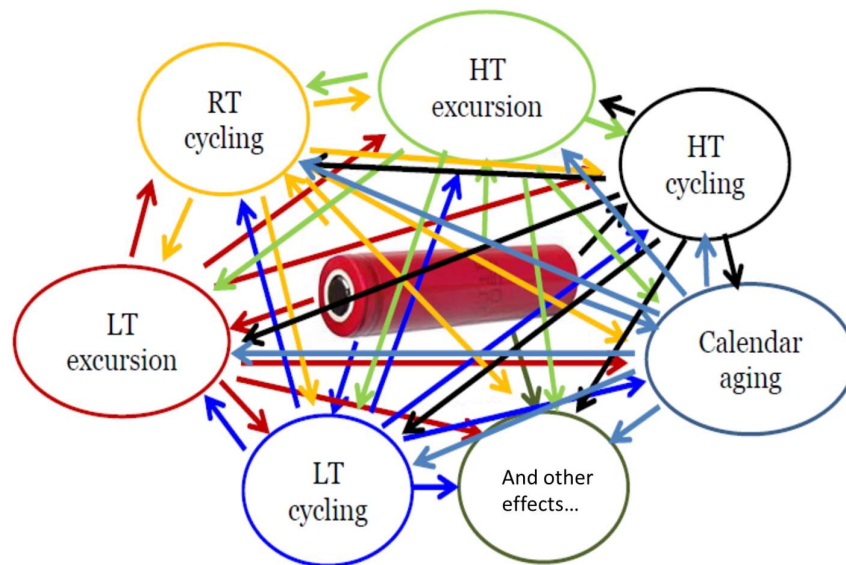 HT
excursion
RT
cycling
HT
cycling
LT
excursion
Calendar
aging
LT
cycling
And other
effects...